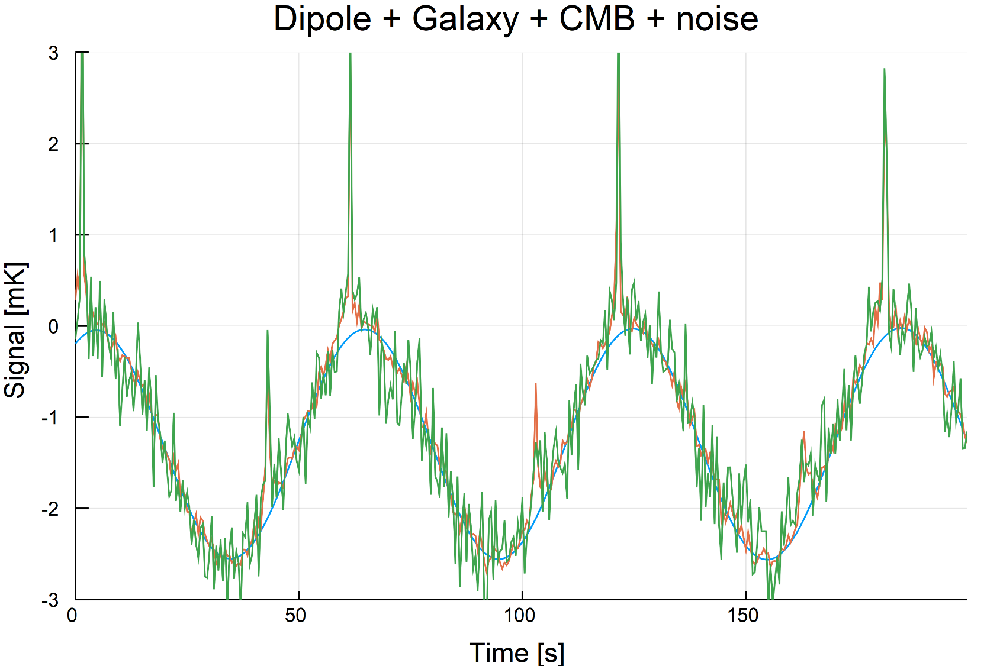 Dipole + Galaxy + CMB + noise
3
2
1
0
-1
-2
-3
Signal [mK]
0 50 100 150
Time [s]